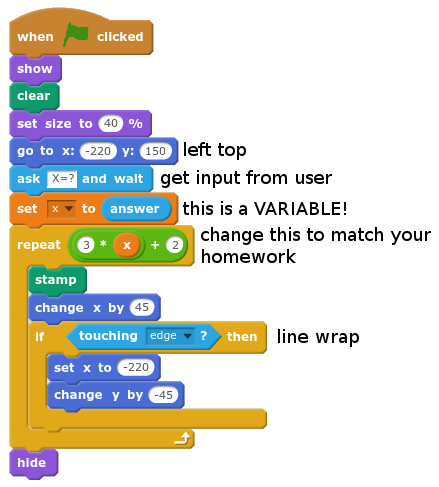 when clicked
show
clear
set size to 40 %
go to x: -220 y: 150 left top
ask X=? and wait get input from user
set x to answer this is a VARIABLE!
repeat 3 * x + 2 change this to match your
homework
stamp
change x by 45
if touching edge ? then line wrap
set x to -220
change y by -45
hide